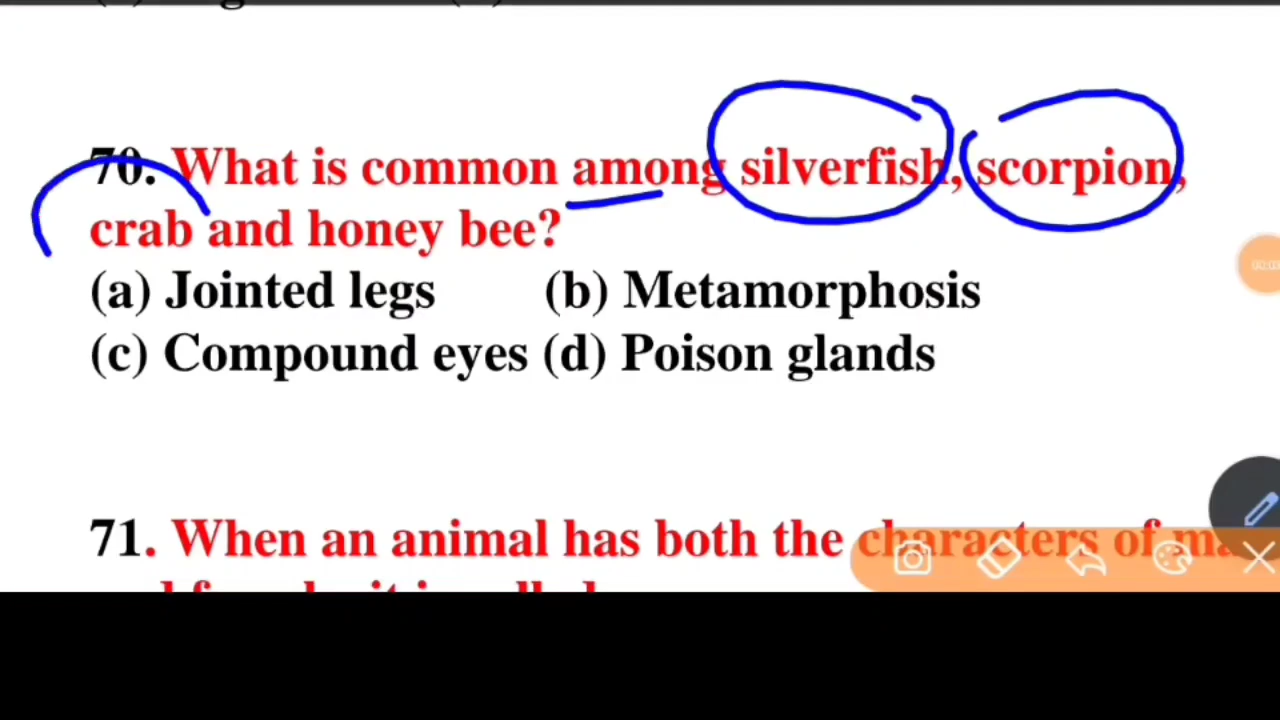 70. What is common among silverfish, scorpion,
crab and honey bee?
(a) Jointed legs (b) Metamorphosis
(c) Compound eyes (d) Poison glands
71. When an animal has both the characters of